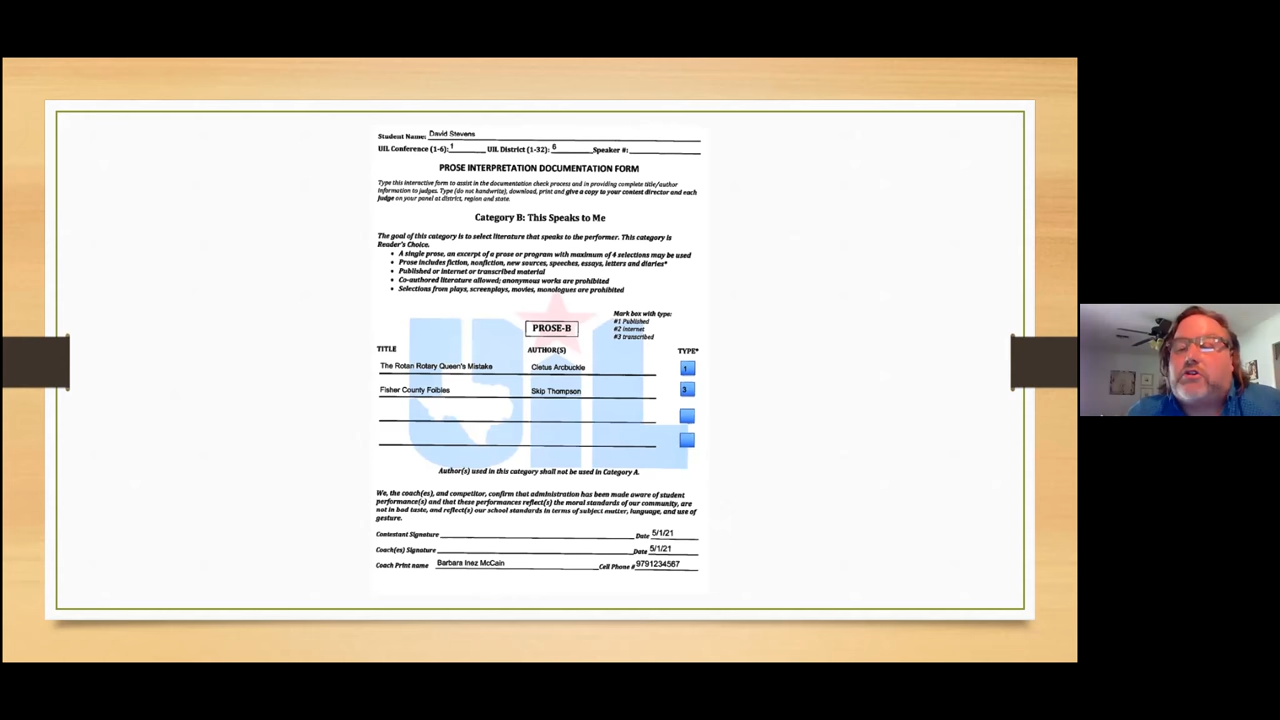 Student Name: David Stevens
UIL Conference (1-6): 1 UIL District (1-32): 6 Speaker #:
PROSE INTERPRETATION DOCUMENTATION FORM
Type this interactive form to assist in the documentation check process and in providing complete title/author
information to judges. Type (do not handwrite), download, print and give a copy to your contest director and each
judge on your panel at district, region and state.
Category B: This Speaks to Me
The goal of this category is to select literature that speaks to the performer. This category is
Reader's Choice.
• A single prose, an excerpt of a prose or program with maximum of 4 selections may be used
• Prose includes fiction, nonfiction, new sources, speeches, essays, letters and diaries*
• Published or internet or transcribed material
• Co-authored literature allowed; anonymous works are prohibited
• Selections from plays, screenplays, movies, monologues are prohibited
Mark box with type:
#1 Published
#2 internet
#3 transcribed
PROSE-B
TITLE AUTHOR(S) TYPE*
The Rotan Rotary Queen's Mistake Cletus Arcbuckle 1
Fisher County Foibles Skip Thompson 3
UIL
Author(s) used in this category shall not be used in Category A.
We, the coach(es), and competitor, confirm that administration has been made aware of student
performance(s) and that these performances reflect(s) the moral standards of our community, are
not in bad taste, and reflect(s) our school standards in terms of subject matter, language, and use of
gesture.
Contestant Signature Date 5/1/21
Coach(es) Signature Date 5/1/21
Coach Print name Barbara Inez McCain Cell Phone # 9791234567